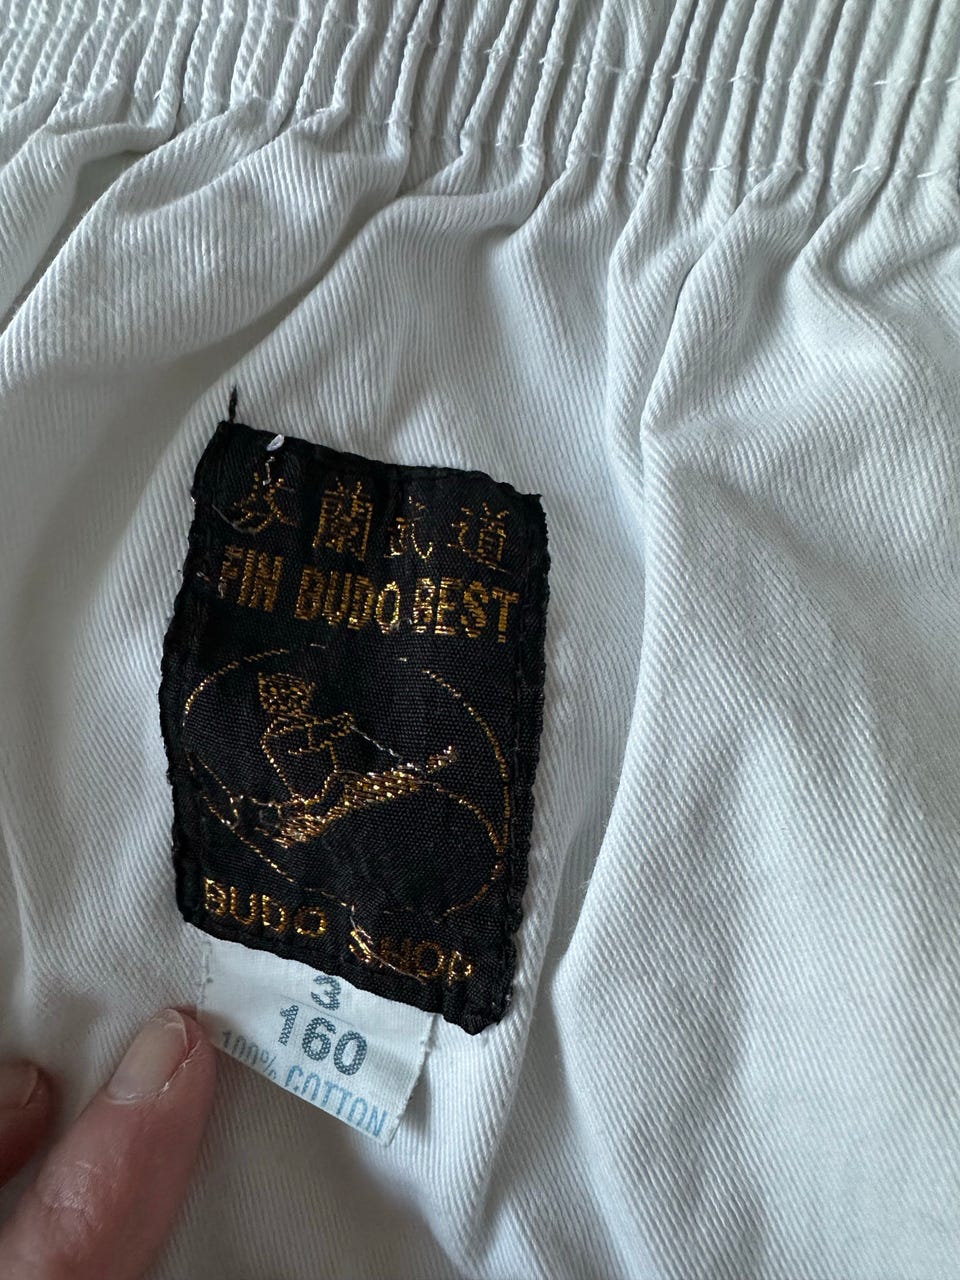 芬蘭武道
FIN BUDO BEST
BUDO SHOP
3
160
100% COTTON